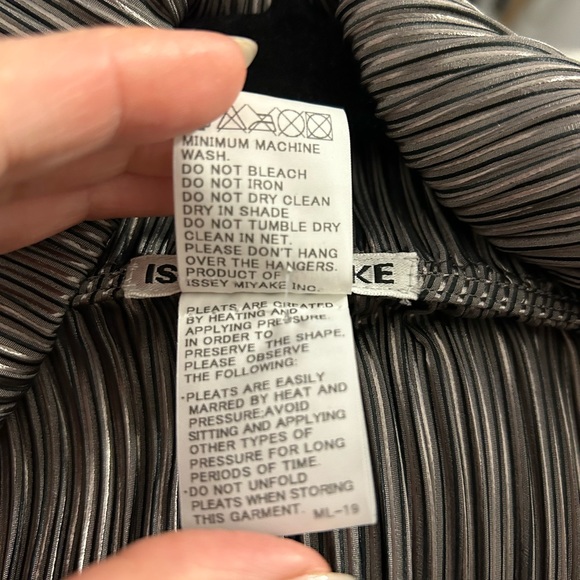 MINIMUM MACHINE
WASH.
DO NOT BLEACH
DO NOT IRON
DO NOT DRY CLEAN
DRY IN SHADE
DO NOT TUMBLE DRY
CLEAN IN NET.
PLEASE DON'T HANG
OVER THE HANGERS.
PRODUCT OF
ISSEY MIYAKE INC.
IS KE
PLEATS ARE CREATED
BY HEATING AND
APPLYING PRESSURE.
IN ORDER TO
PRESERVE THE SHAPE,
PLEASE OBSERVE
THE FOLLOWING:
·PLEATS ARE EASILY
MARRED BY HEAT AND
PRESSURE;AVOID
SITTING AND APPLYING
OTHER TYPES OF
PRESSURE FOR LONG
PERIODS OF TIME.
·DO NOT UNFOLD
PLEATS WHEN STORING
THIS GARMENT. ML-19